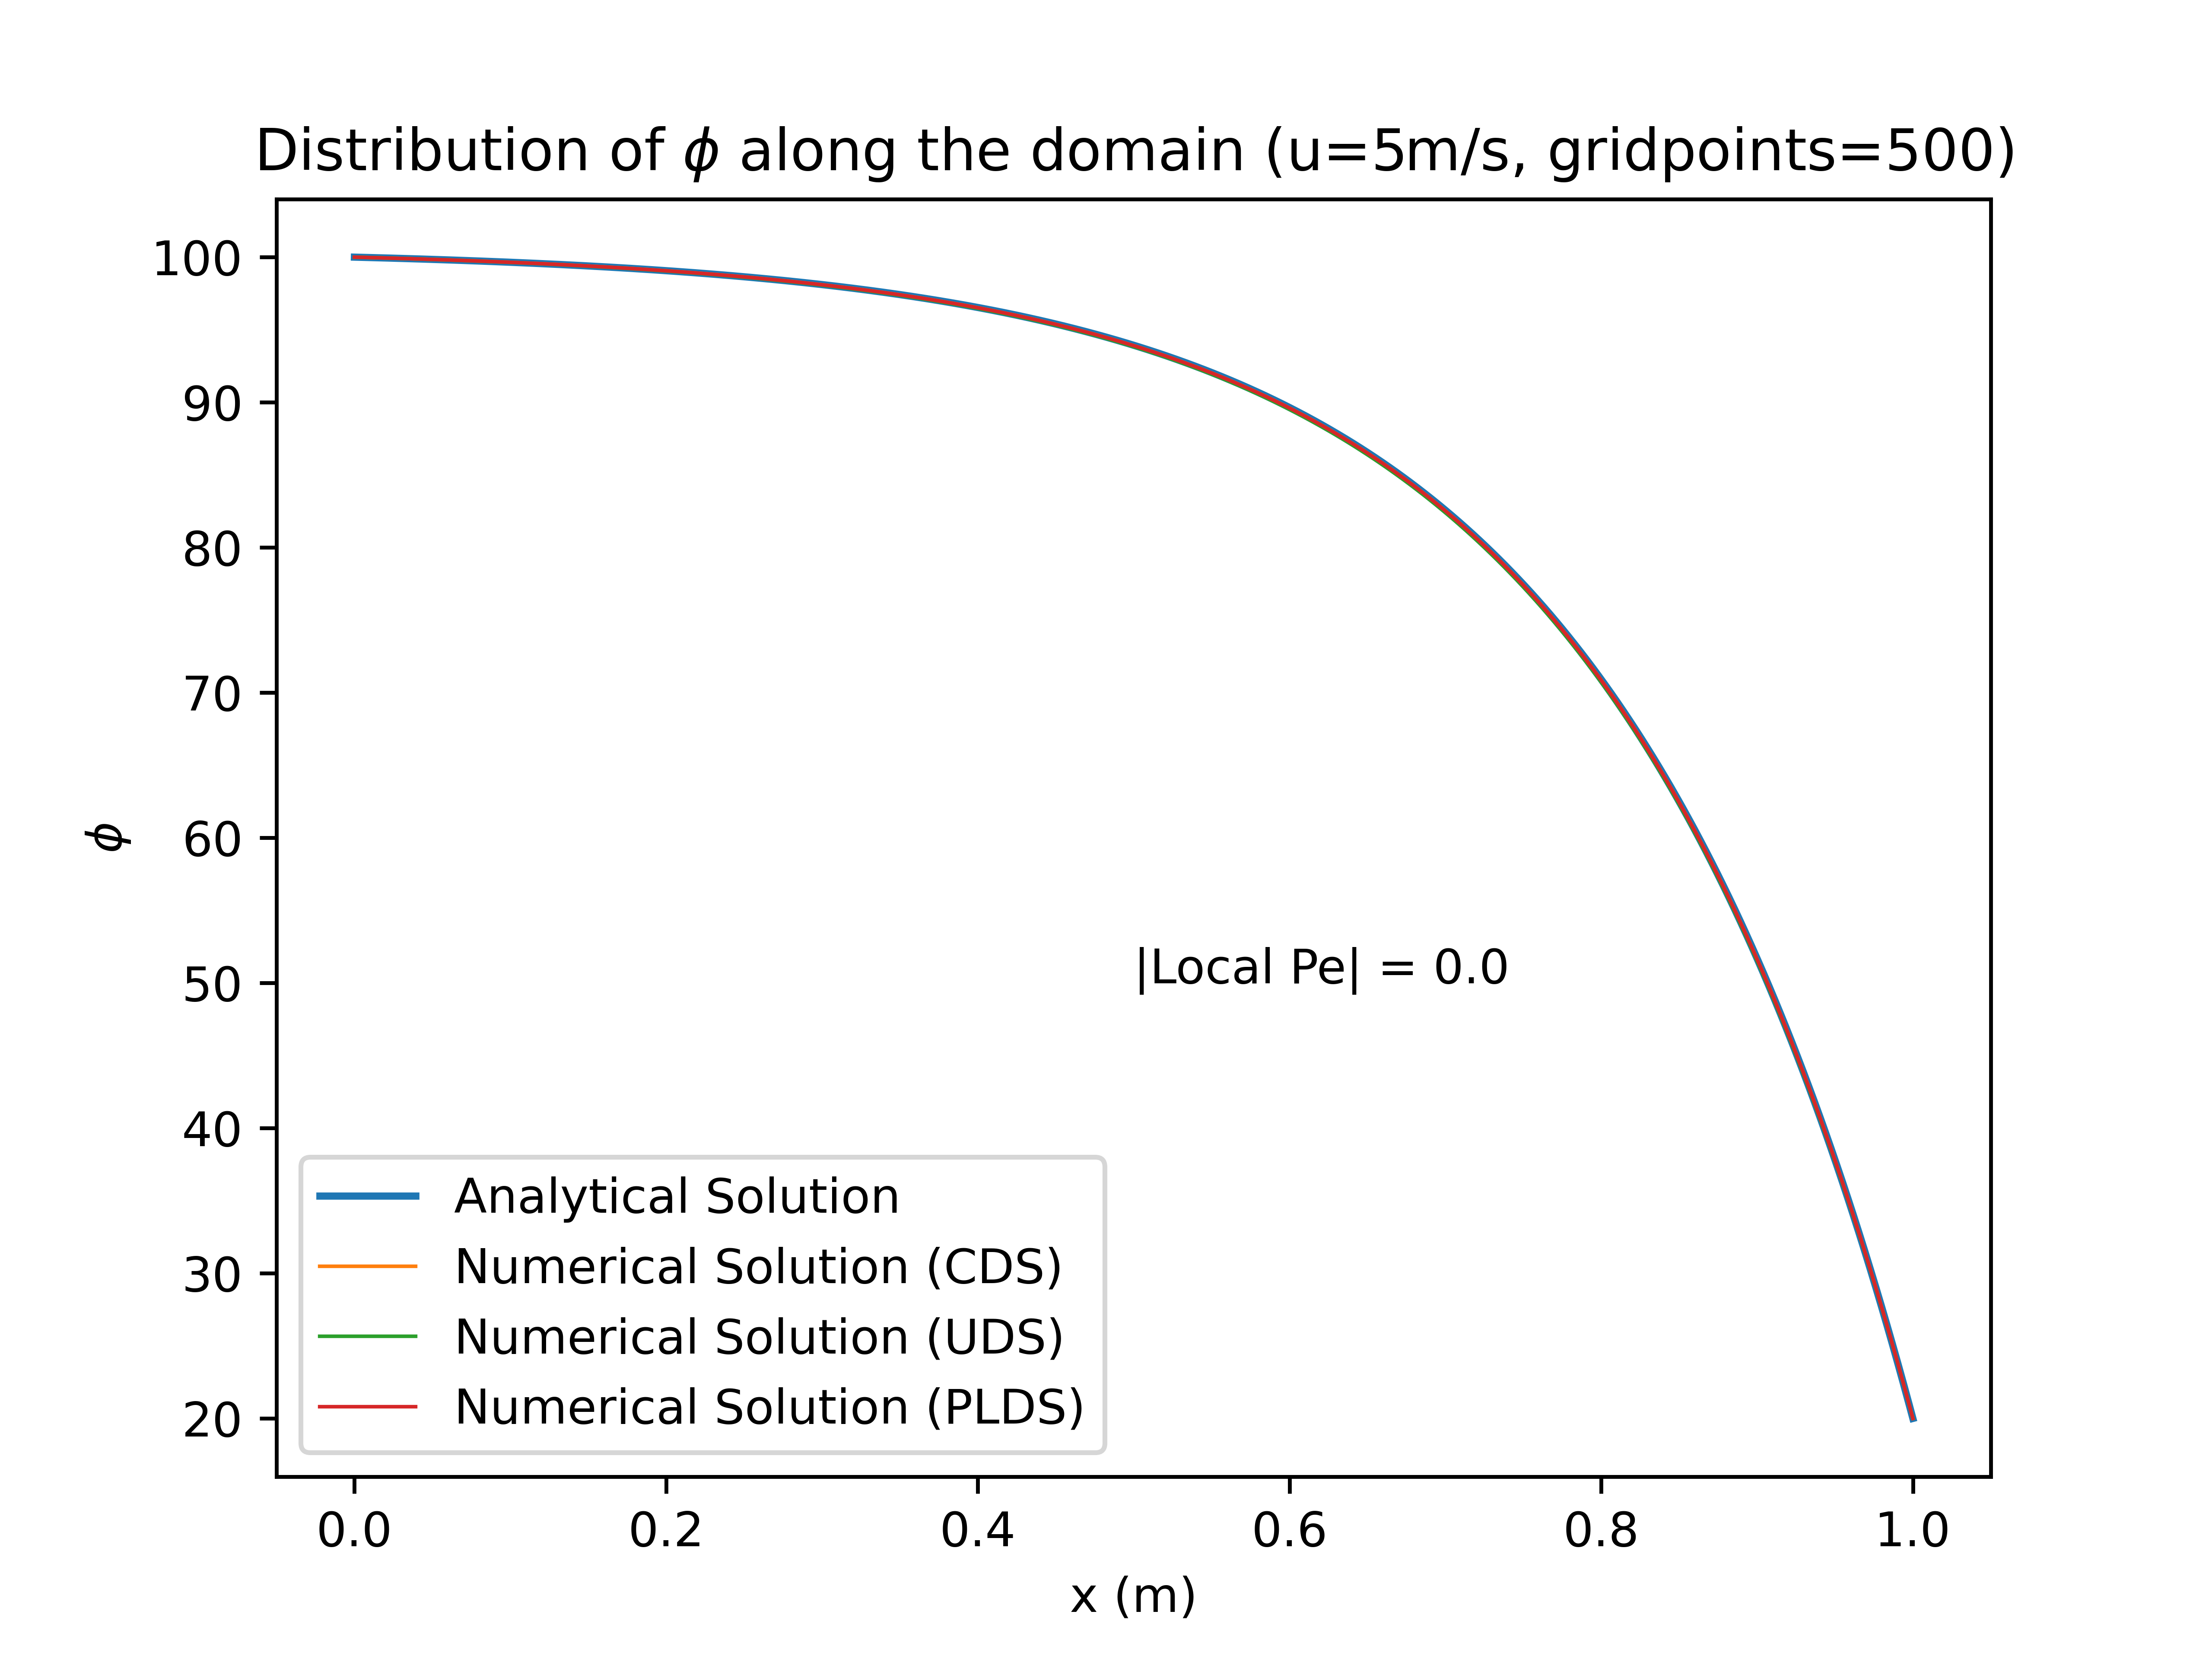 Distribution of ϕ along the domain (u=5m/s, gridpoints=500)
100
90
80
70
60
50
40
30
20
ϕ
|Local Pe| = 0.0
Analytical Solution
Numerical Solution (CDS)
Numerical Solution (UDS)
Numerical Solution (PLDS)
0.0 0.2 0.4 0.6 0.8 1.0
x (m)